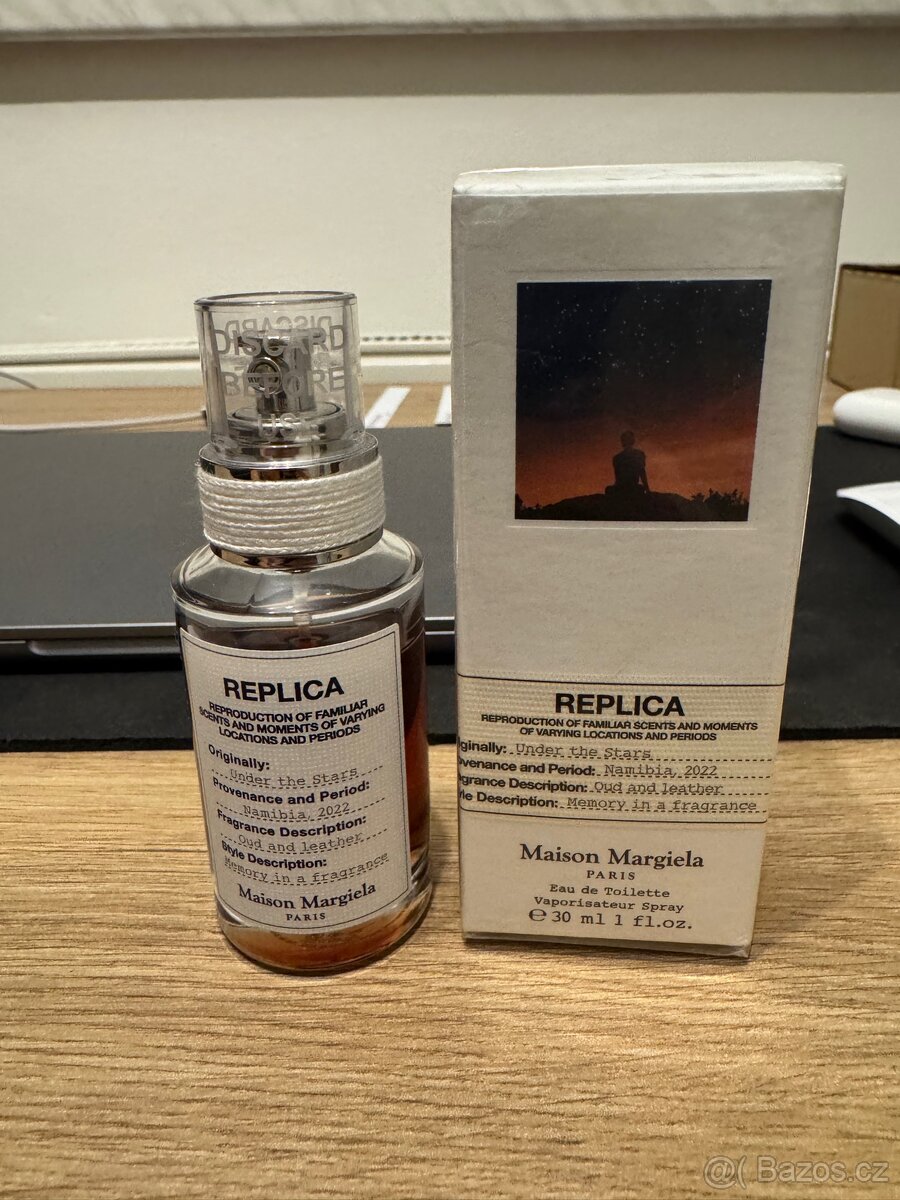 DISCARD
BEFORE
USE
REPLICA
REPRODUCTION OF FAMILIAR
SCENTS AND MOMENTS OF VARYING
LOCATIONS AND PERIODS
Originally:
Under the Stars
Provenance and Period:
Namibia, 2022
Fragrance Description:
Oud and leather
Style Description:
Memory in a fragrance
Maison Margiela
PARIS
REPLICA
REPRODUCTION OF FAMILIAR SCENTS AND MOMENTS
OF VARYING LOCATIONS AND PERIODS
ginally: Under the Stars
venance and Period: Namibia, 2022
grance Description: Oud and leather
le Description: Memory in a fragrance
Maison Margiela
PARIS
Eau de Toilette
Vaporisateur Spray
℮ 30 ml 1 fl.oz.
@( Bazos.cz